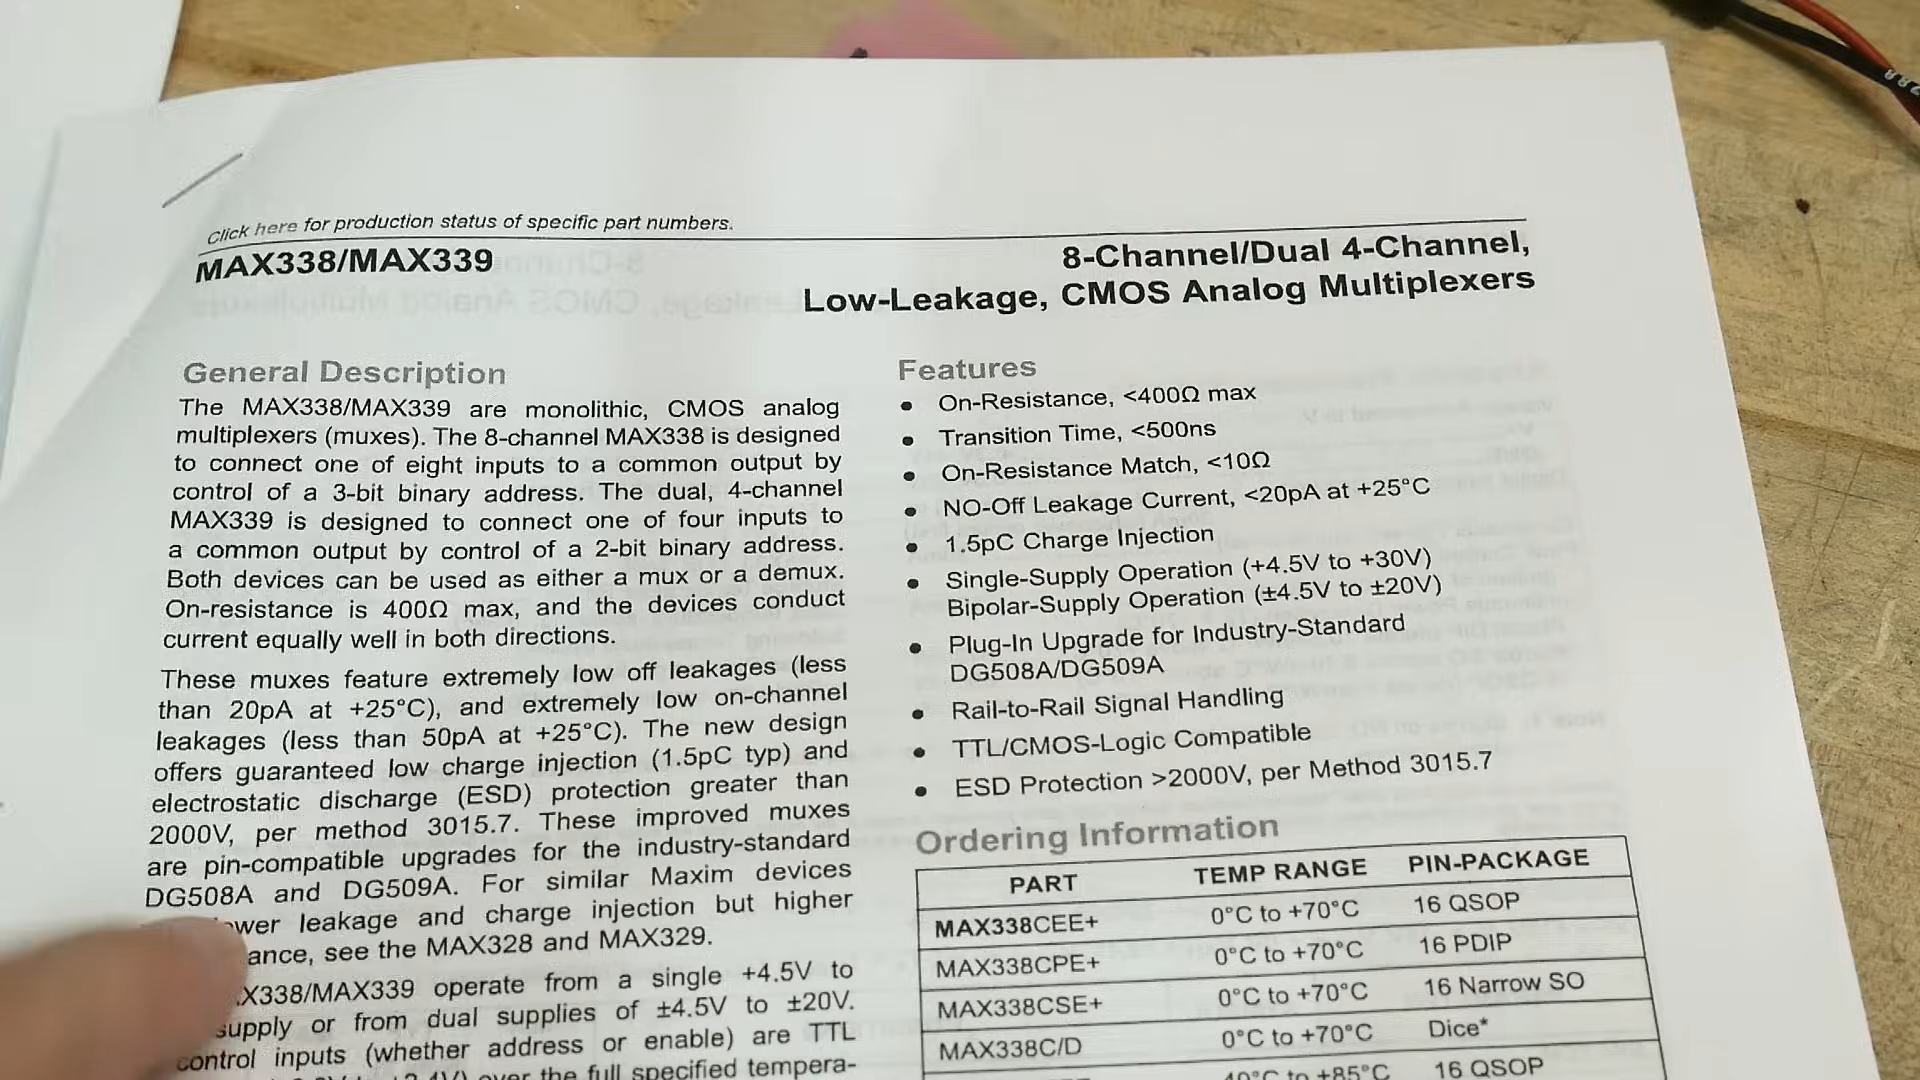 Click here for production status of specific part numbers.
MAX338/MAX339
8-Channel/Dual 4-Channel,
Low-Leakage, CMOS Analog Multiplexers
General Description
The MAX338/MAX339 are monolithic, CMOS analog
multiplexers (muxes). The 8-channel MAX338 is designed
to connect one of eight inputs to a common output by
control of a 3-bit binary address. The dual, 4-channel
MAX339 is designed to connect one of four inputs to
a common output by control of a 2-bit binary address.
Both devices can be used as either a mux or a demux.
On-resistance is 400Ω max, and the devices conduct
current equally well in both directions.
These muxes feature extremely low off leakages (less
than 20pA at +25°C), and extremely low on-channel
leakages (less than 50pA at +25°C). The new design
offers guaranteed low charge injection (1.5pC typ) and
electrostatic discharge (ESD) protection greater than
2000V, per method 3015.7. These improved muxes
are pin-compatible upgrades for the industry-standard
DG508A and DG509A. For similar Maxim devices
leakage and charge injection but higher
see the MAX328 and MAX329.
X338/MAX339 operate from a single +4.5V to
supply or from dual supplies of ±4.5V to ±20V.
control inputs (whether address or enable) are TTL
over the full specified tempera-
Features
• On-Resistance, <400Ω max
• Transition Time, <500ns
• On-Resistance Match, <10Ω
• NO-Off Leakage Current, <20pA at +25°C
• 1.5pC Charge Injection
• Single-Supply Operation (+4.5V to +30V)
Bipolar-Supply Operation (±4.5V to ±20V)
• Plug-In Upgrade for Industry-Standard
DG508A/DG509A
• Rail-to-Rail Signal Handling
• TTL/CMOS-Logic Compatible
• ESD Protection >2000V, per Method 3015.7
Ordering Information
PART TEMP RANGE PIN-PACKAGE
MAX338CEE+ 0°C to +70°C 16 QSOP
MAX338CPE+ 0°C to +70°C 16 PDIP
MAX338CSE+ 0°C to +70°C 16 Narrow SO
MAX338C/D 0°C to +70°C Dice*
to +85°C 16 QSOP